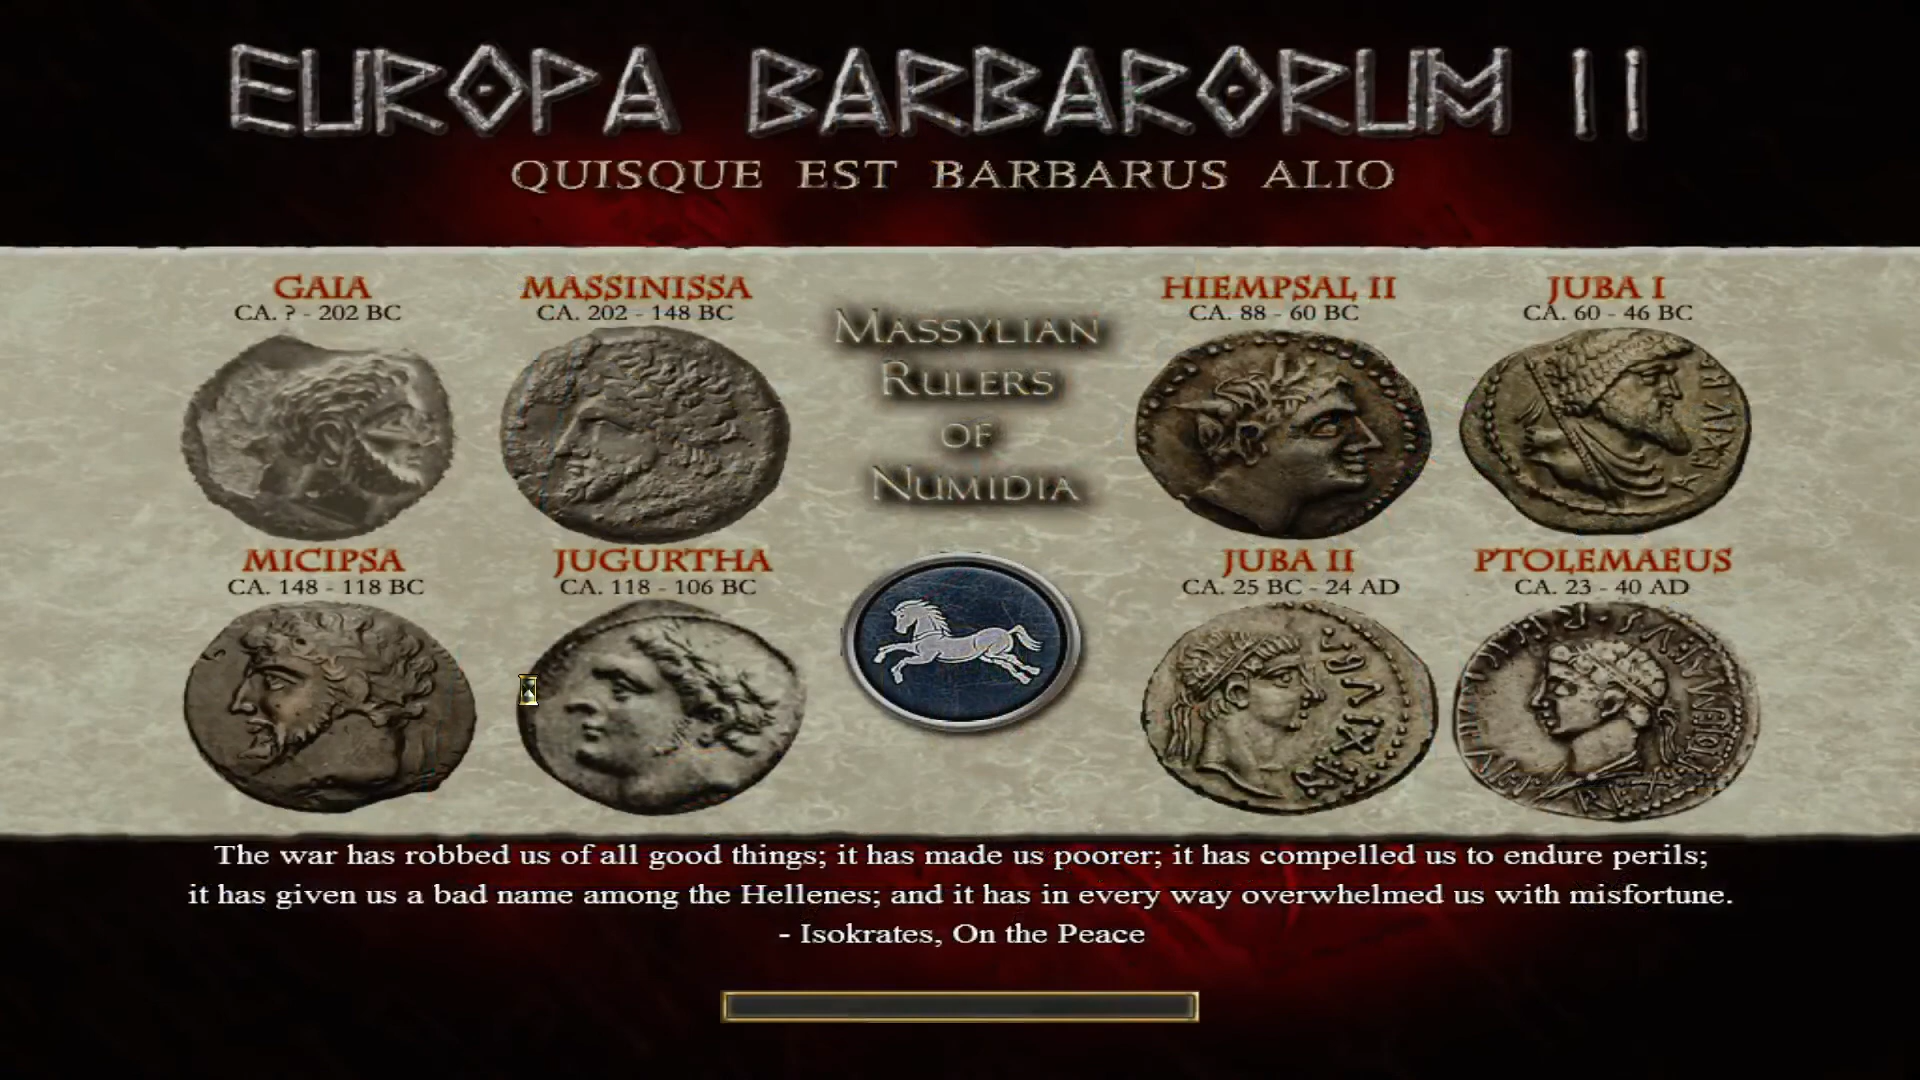 EUROPA BARBARORUM II
QUISQUE EST BARBARUS ALIO
GAIA
CA. ? - 202 BC
MASSINISSA
CA. 202 - 148 BC
MASSYLIAN
RULERS
OF
NUMIDIA
HIEMPSAL II
CA. 88 - 60 BC
JUBA I
CA. 60 - 46 BC
MICIPSA
CA. 148 - 118 BC
JUGURTHA
CA. 118 - 106 BC
JUBA II
CA. 25 BC - 24 AD
PTOLEMAEUS
CA. 23 - 40 AD
The war has robbed us of all good things; it has made us poorer; it has compelled us to endure perils;
it has given us a bad name among the Hellenes; and it has in every way overwhelmed us with misfortune.
- Isokrates, On the Peace